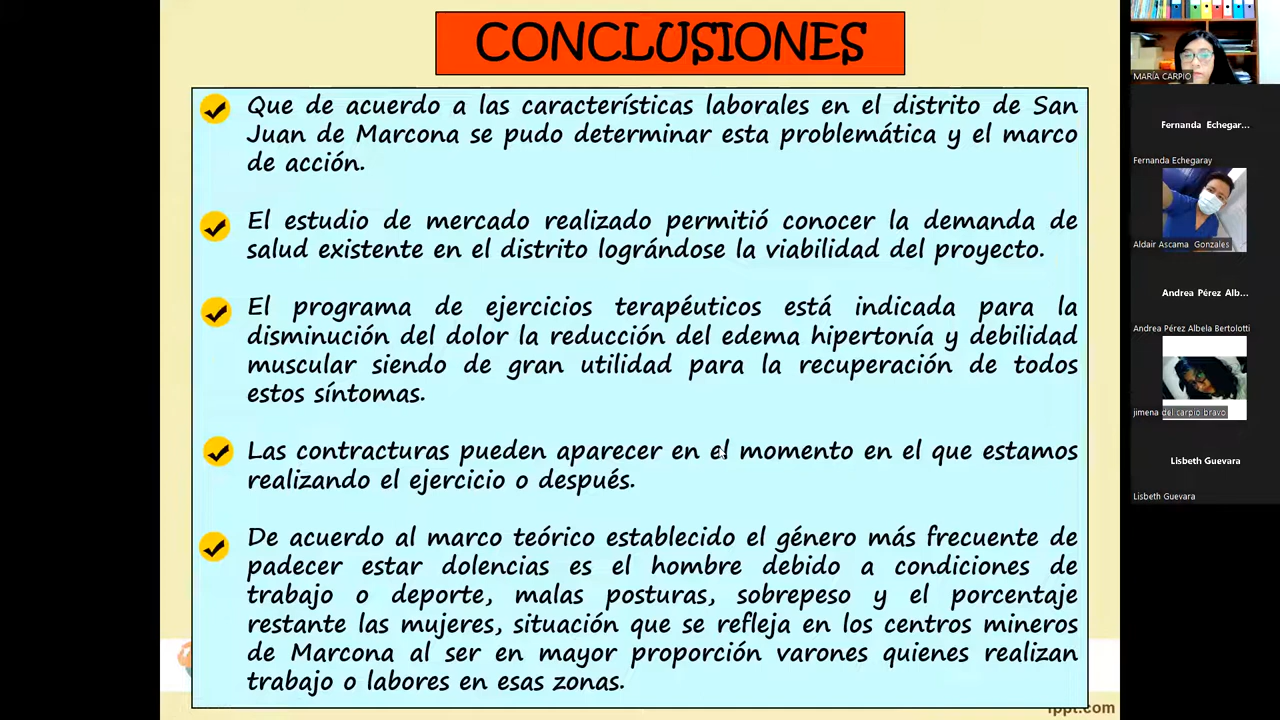 CONCLUSIONES
Que de acuerdo a las características laborales en el distrito de San
Juan de Marcona se pudo determinar esta problemática y el marco
de acción.
El estudio de mercado realizado permitió conocer la demanda de
salud existente en el distrito lográndose la viabilidad del proyecto.
El programa de ejercicios terapéuticos está indicada para la
disminución del dolor la reducción del edema hipertonía y debilidad
muscular siendo de gran utilidad para la recuperación de todos
estos síntomas.
Las contracturas pueden aparecer en el momento en el que estamos
realizando el ejercicio o después.
De acuerdo al marco teórico establecido el género más frecuente de
padecer estar dolencias es el hombre debido a condiciones de
trabajo o deporte, malas posturas, sobrepeso y el porcentaje
restante las mujeres, situación que se refleja en los centros mineros
de Marcona al ser en mayor proporción varones quienes realizan
trabajo o labores en esas zonas.
fppt.com
MARÍA CARPIO
Fernanda Echegar...
Fernanda Echegaray
Aldair Ascama Gonzales
Andrea Pérez Alb...
Andrea Pérez Albela Bertolotti
jimena del carpio bravo
Lisbeth Guevara
Lisbeth Guevara